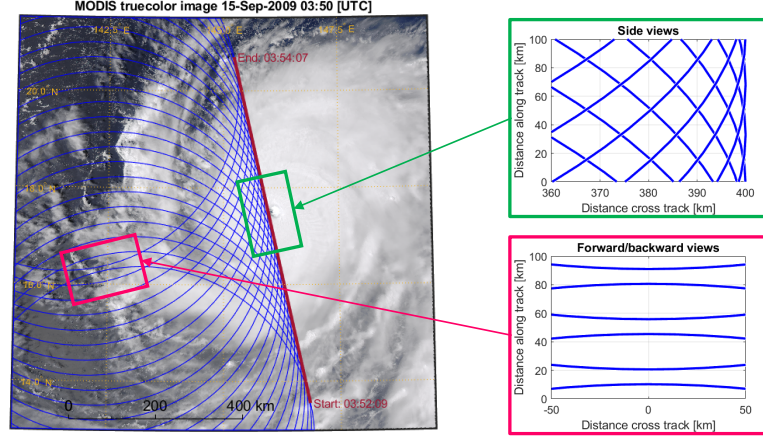 MODIS truecolor image 15-Sep-2009 03:50 [UTC]
142.5 E
147.5 E
End: 03:54:07
20.0 N
18.0 N
16.0 N
14.0 N
0 200 400 km
Start: 03:52:09
Side views
Distance along track [km]
100
80
60
40
20
0
360 370 380 390 400
Distance cross track [km]
Forward/backward views
Distance along track [km]
100
80
60
40
20
0
-50 0 50
Distance cross track [km]